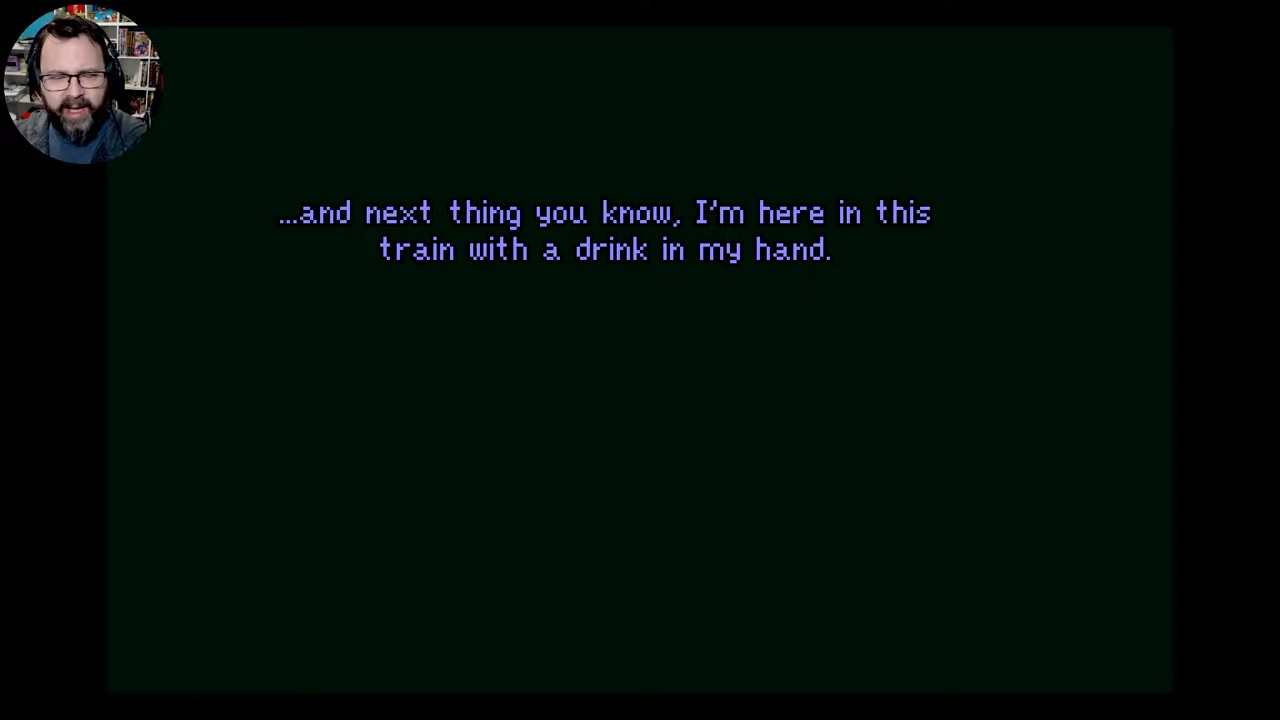 ...and next thing you know, I'm here in this
train with a drink in my hand.